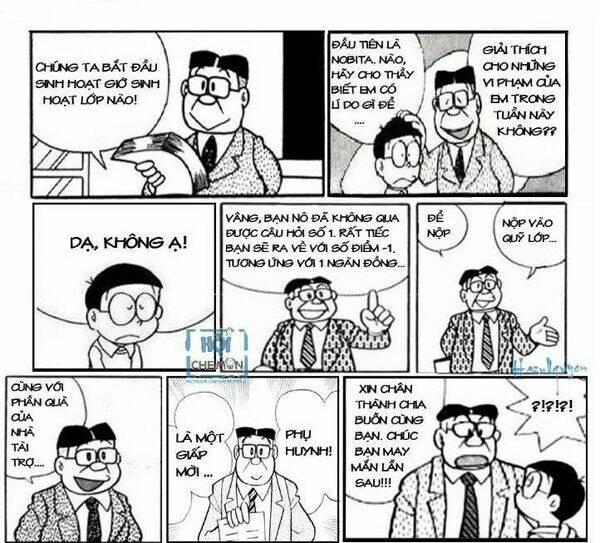 CHÚNG TA BẮT ĐẦU
SINH HOẠT GIỜ SINH
HOẠT LỚP NÀO!
ĐẦU TIÊN LÀ
NOBITA. NÀO,
HÃY CHO THẦY
BIẾT EM CÓ
LÍ DO GÌ ĐỂ
....
GIẢI THÍCH
CHO NHỮNG
VI PHẠM CỦA
EM TRONG
TUẦN NÀY
KHÔNG??
DẠ, KHÔNG Ạ!
VÂNG, BẠN NÔ ĐÃ KHÔNG QUA
ĐƯỢC CÂU HỎI SỐ 1. RẤT TIẾC
BẠN SẼ RA VỀ VỚI SỐ ĐIỂM -1.
TƯƠNG ỨNG VỚI 1 NGÀN ĐỒNG...
ĐỂ
NỘP
NỘP VÀO
QUỸ LỚP...
HỘI
CHẾ MÔN
HazuNguyen
CÙNG VỚI
PHẦN QUÀ
CỦA
NHÀ
TÀI
TRỢ....
LÀ MỘT
GIẤP
MỜI ...
PHỤ
HUYNH!
XIN CHÂN
THÀNH CHIA
BUỒN CÙNG
BẠN. CHÚC
BẠN MAY
MẮN LẦN
SAU!!!
?!?!?!